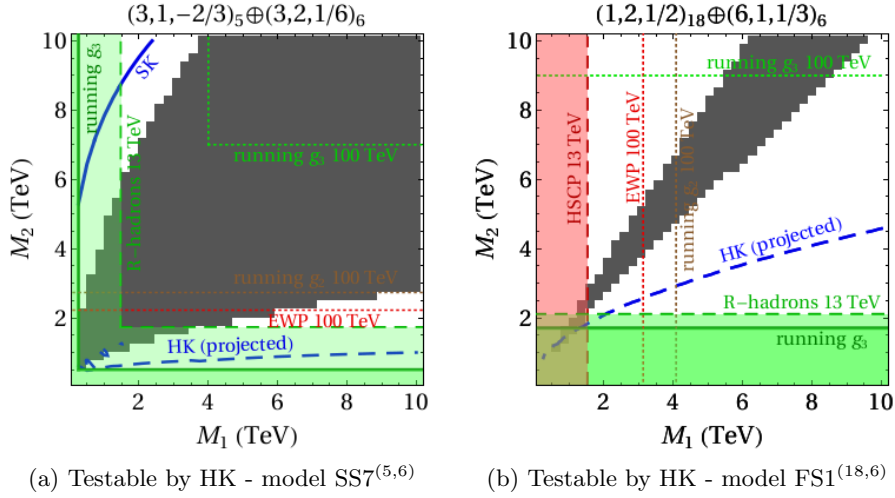 (3,1,−2/3)₅⊕(3,2,1/6)₆
10
8
6
4
2
M₂ (TeV)
running g₃
SK
R−hadrons 13 TeV
running g₃ 100 TeV
running g₂ 100 TeV
EWP 100 TeV
HK (projected)
2 4 6 8 10
M₁ (TeV)
(a) Testable by HK - model SS7⁽⁵,⁶⁾
(1,2,1/2)₁₈⊕(6,1,1/3)₆
10
8
6
4
2
M₂ (TeV)
HSCP 13 TeV
EWP 100 TeV
running g₂ 100 TeV
running g₃ 100 TeV
HK (projected)
R−hadrons 13 TeV
running g₃
2 4 6 8 10
M₁ (TeV)
(b) Testable by HK - model FS1⁽¹⁸,⁶⁾